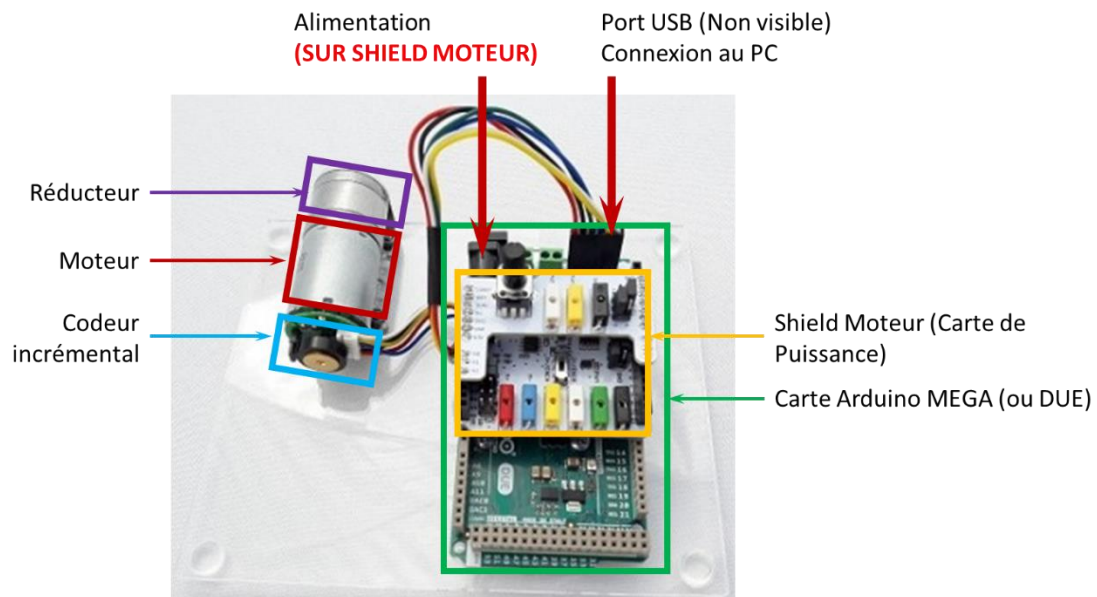 Alimentation
(SUR SHIELD MOTEUR)
Port USB (Non visible)
Connexion au PC
Réducteur
Moteur
Codeur
incrémental
Shield Moteur (Carte de
Puissance)
Carte Arduino MEGA (ou DUE)
DUE